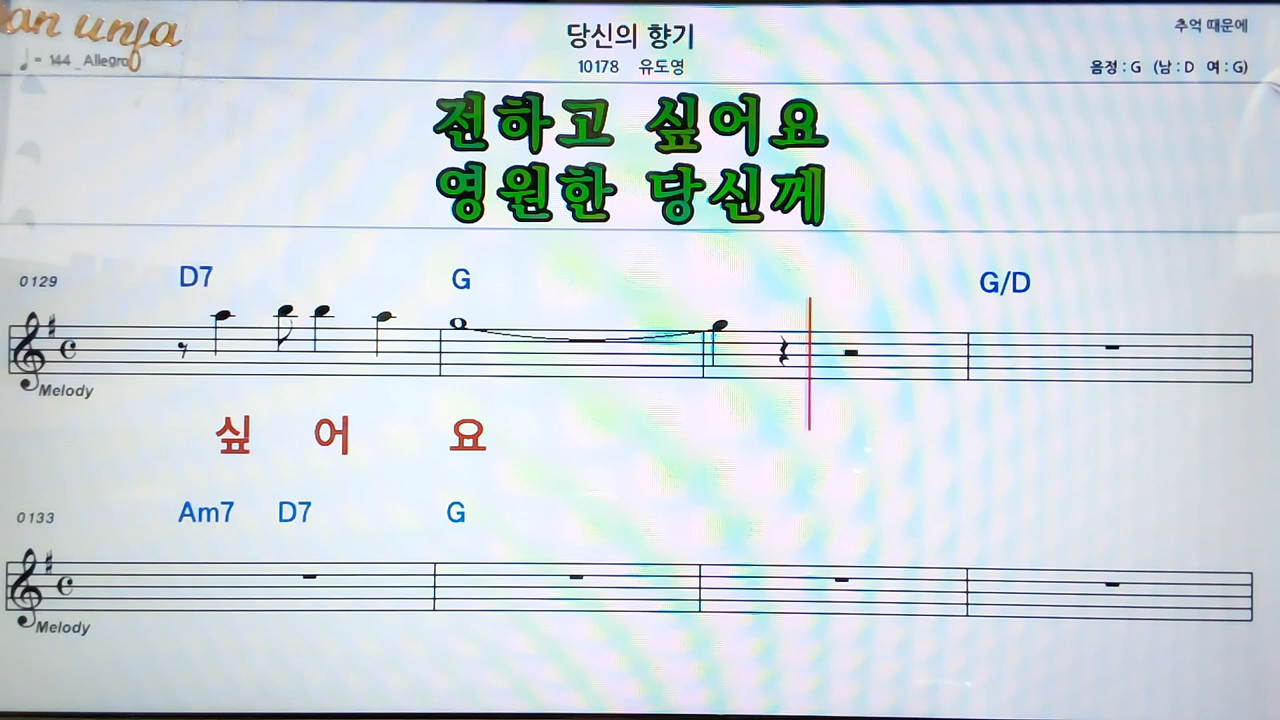 an unja
♩ = 144_Allegro
당신의 향기
추억 때문에
10178 유도영
음정 : G (남 : D 여 : G)
전하고 싶어요
영원한 당신께
0129 D7 G G/D
Melody
싶 어 요
0133 Am7 D7 G
Melody